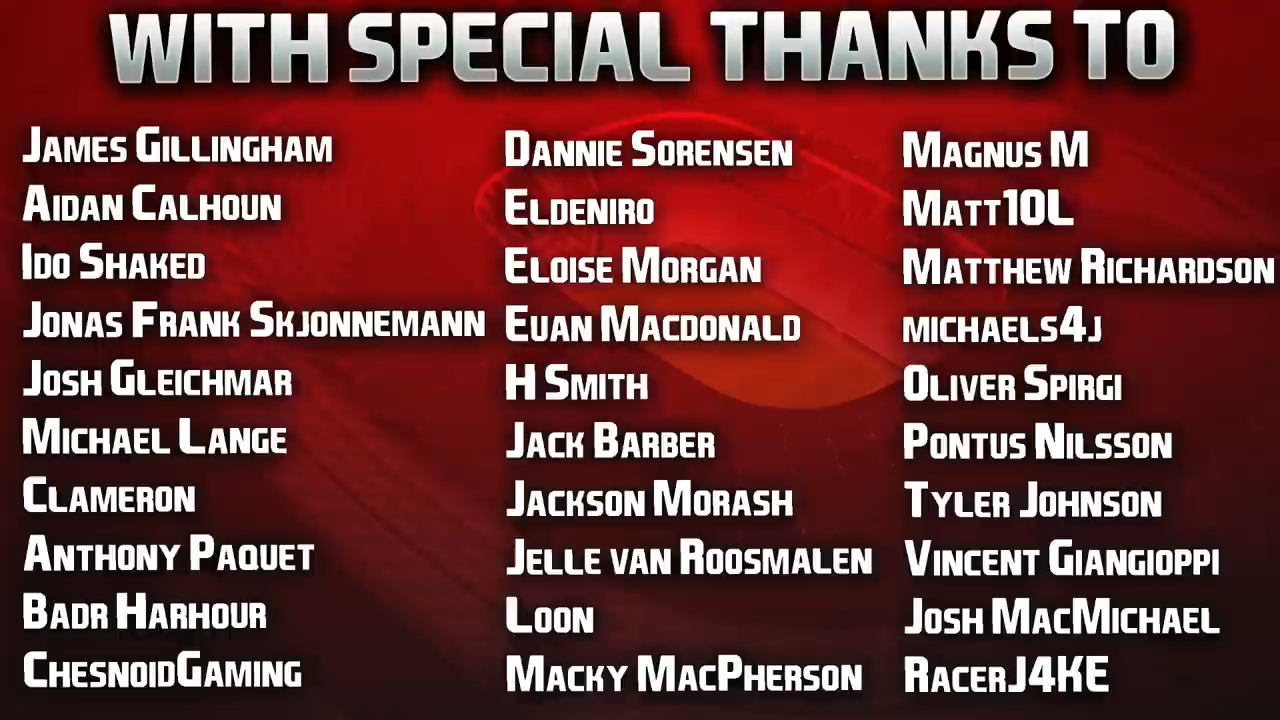 WITH SPECIAL THANKS TO
James Gillingham
Aidan Calhoun
Ido Shaked
Jonas Frank Skjonnemann
Josh Gleichmar
Michael Lange
Clameron
Anthony Paquet
Badr Harhour
ChesnoidGaming
Dannie Sorensen
Eldeniro
Eloise Morgan
Euan Macdonald
H Smith
Jack Barber
Jackson Morash
Jelle van Roosmalen
Loon
Macky MacPherson
Magnus M
Matt10L
Matthew Richardson
michaels4j
Oliver Spirgi
Pontus Nilsson
Tyler Johnson
Vincent Giangioppi
Josh MacMichael
RacerJ4KE